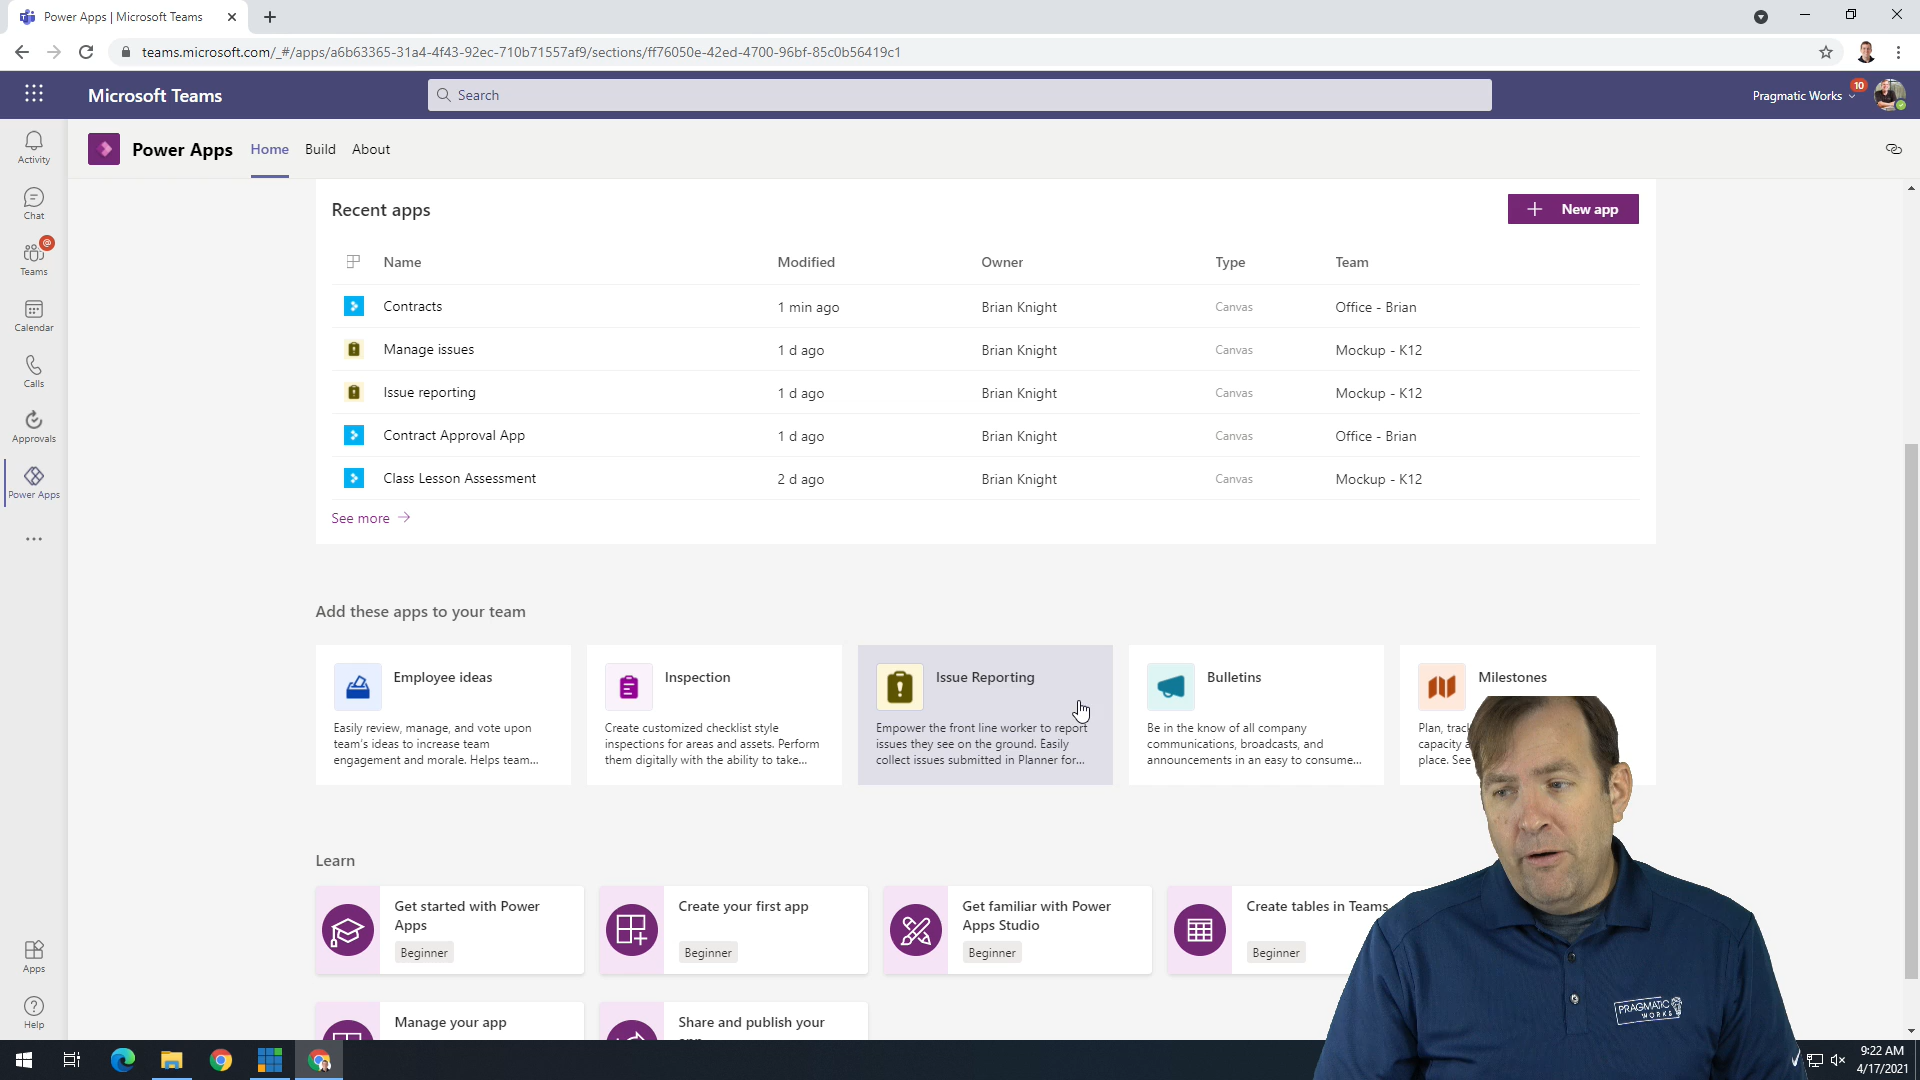 Power Apps | Microsoft Teams
teams.microsoft.com/_#/apps/a6b63365-31a4-4f43-92ec-710b71557af9/sections/ff76050e-42ed-4700-96bf-85c0b56419c1
Microsoft Teams
Search
Pragmatic Works
10
Activity
Chat
@
Teams
Calendar
Calls
Approvals
Power Apps
Apps
Help
Power Apps
Home
Build
About
Recent apps
+ New app
Name Modified Owner Type Team
Contracts 1 min ago Brian Knight Canvas Office - Brian
Manage issues 1 d ago Brian Knight Canvas Mockup - K12
Issue reporting 1 d ago Brian Knight Canvas Mockup - K12
Contract Approval App 1 d ago Brian Knight Canvas Office - Brian
Class Lesson Assessment 2 d ago Brian Knight Canvas Mockup - K12
See more →
Add these apps to your team
Employee ideas
Easily review, manage, and vote upon
team's ideas to increase team
engagement and morale. Helps team...
Inspection
Create customized checklist style
inspections for areas and assets. Perform
them digitally with the ability to take...
Issue Reporting
Empower the front line worker to report
issues they see on the ground. Easily
collect issues submitted in Planner for...
Bulletins
Be in the know of all company
communications, broadcasts, and
announcements in an easy to consume...
Milestones
Plan,
capacity
place. See
Learn
Get started with Power
Apps
Beginner
Create your first app
Beginner
Get familiar with Power
Apps Studio
Beginner
Create tables in Teams
Beginner
Manage your app
Share and publish your
PRAGMATIC
WORKS
9:22 AM
4/17/2021